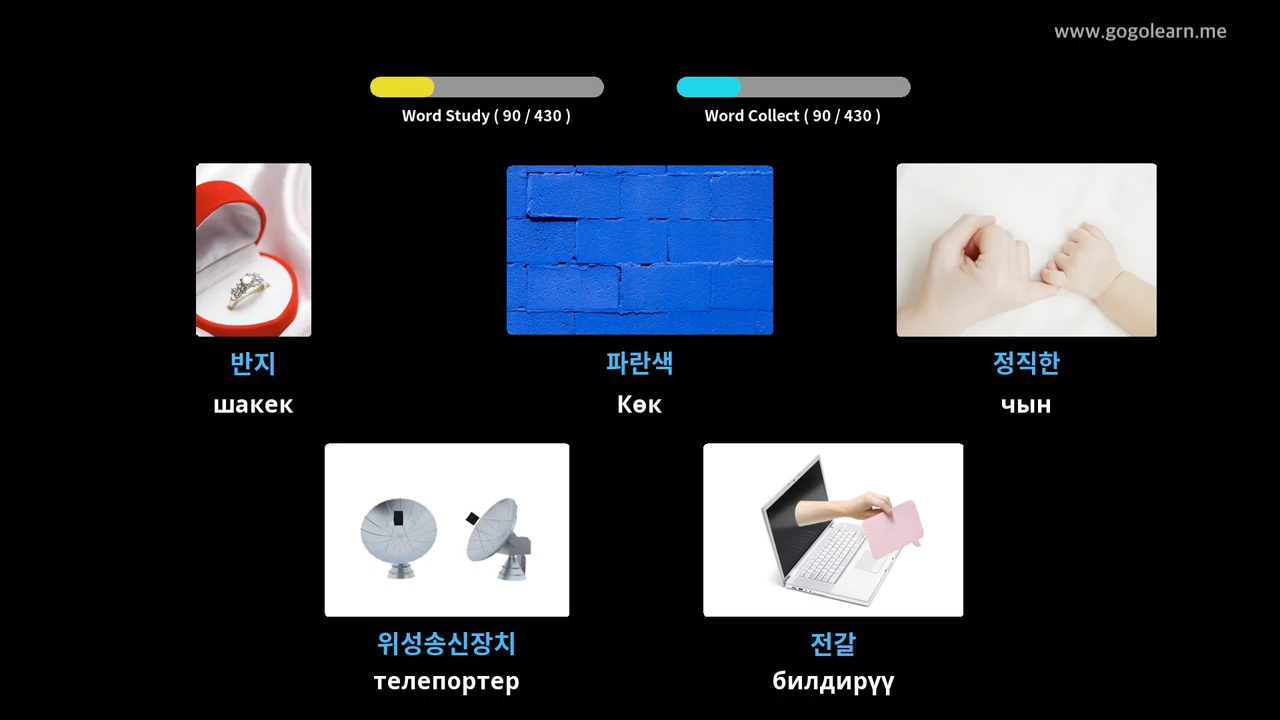 www.gogolearn.me
Word Study ( 90 / 430 )
Word Collect ( 90 / 430 )
반지
шакек
파란색
Көк
정직한
чын
위성송신장치
телепортер
전갈
билдирүү